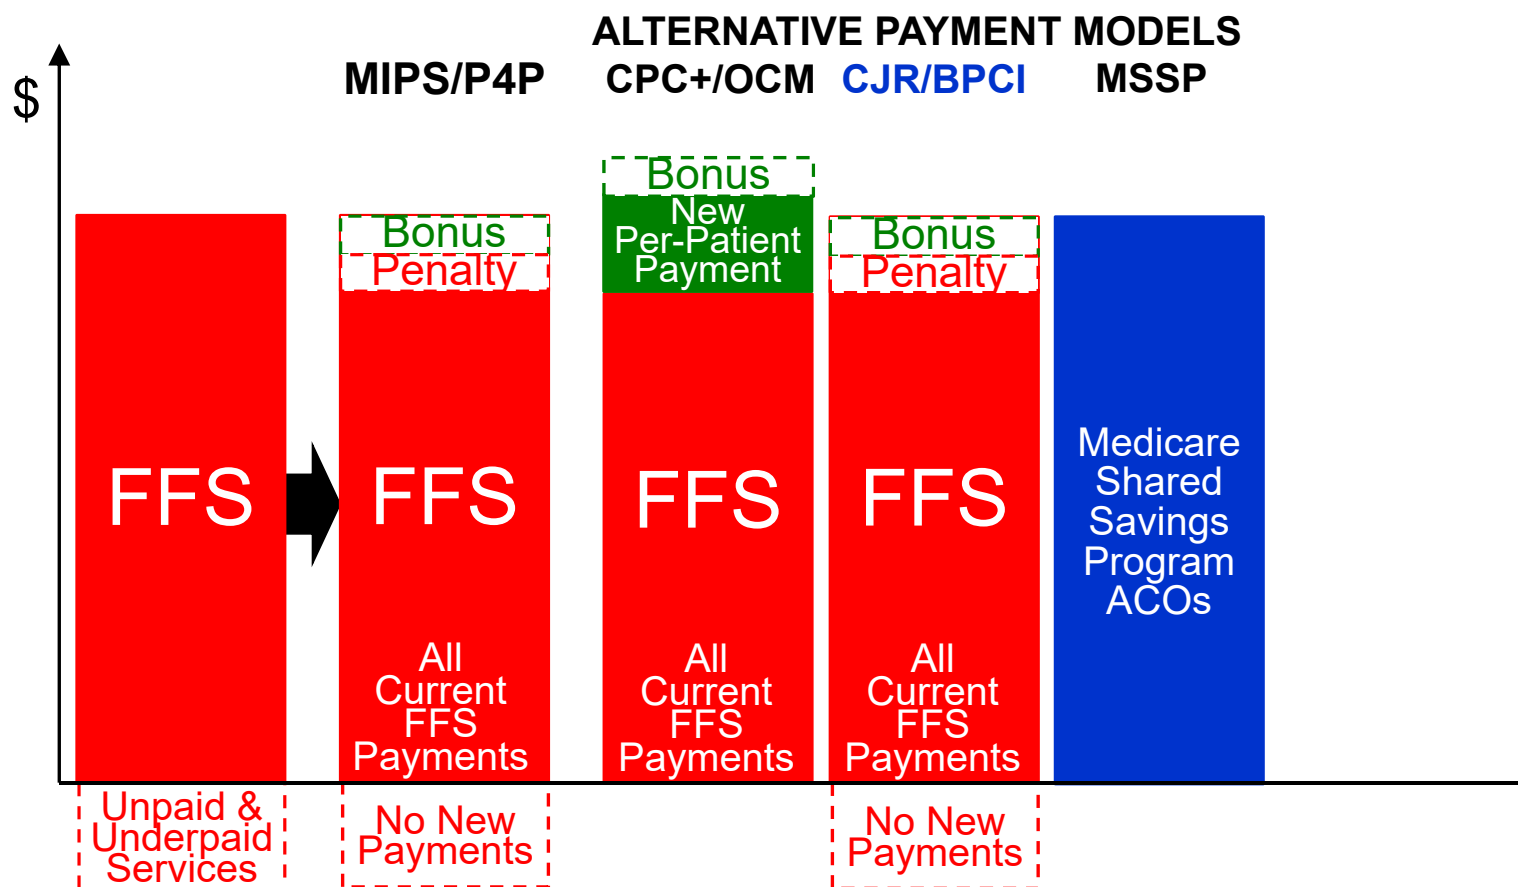 ALTERNATIVE PAYMENT MODELS
$
MIPS/P4P
CPC+/OCM
CJR/BPCI
MSSP
FFS
Unpaid &
Underpaid
Services
Bonus
Penalty
FFS
All
Current
FFS
Payments
No New
Payments
Bonus
New
Per-Patient
Payment
FFS
All
Current
FFS
Payments
Bonus
Penalty
FFS
All
Current
FFS
Payments
No New
Payments
Medicare
Shared
Savings
Program
ACOs